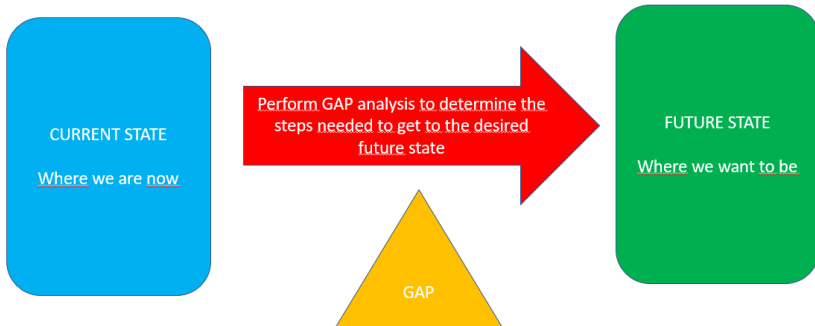 CURRENT STATE
Where we are now
Perform GAP analysis to determine the
steps needed to get to the desired
future state
FUTURE STATE
Where we want to be
GAP